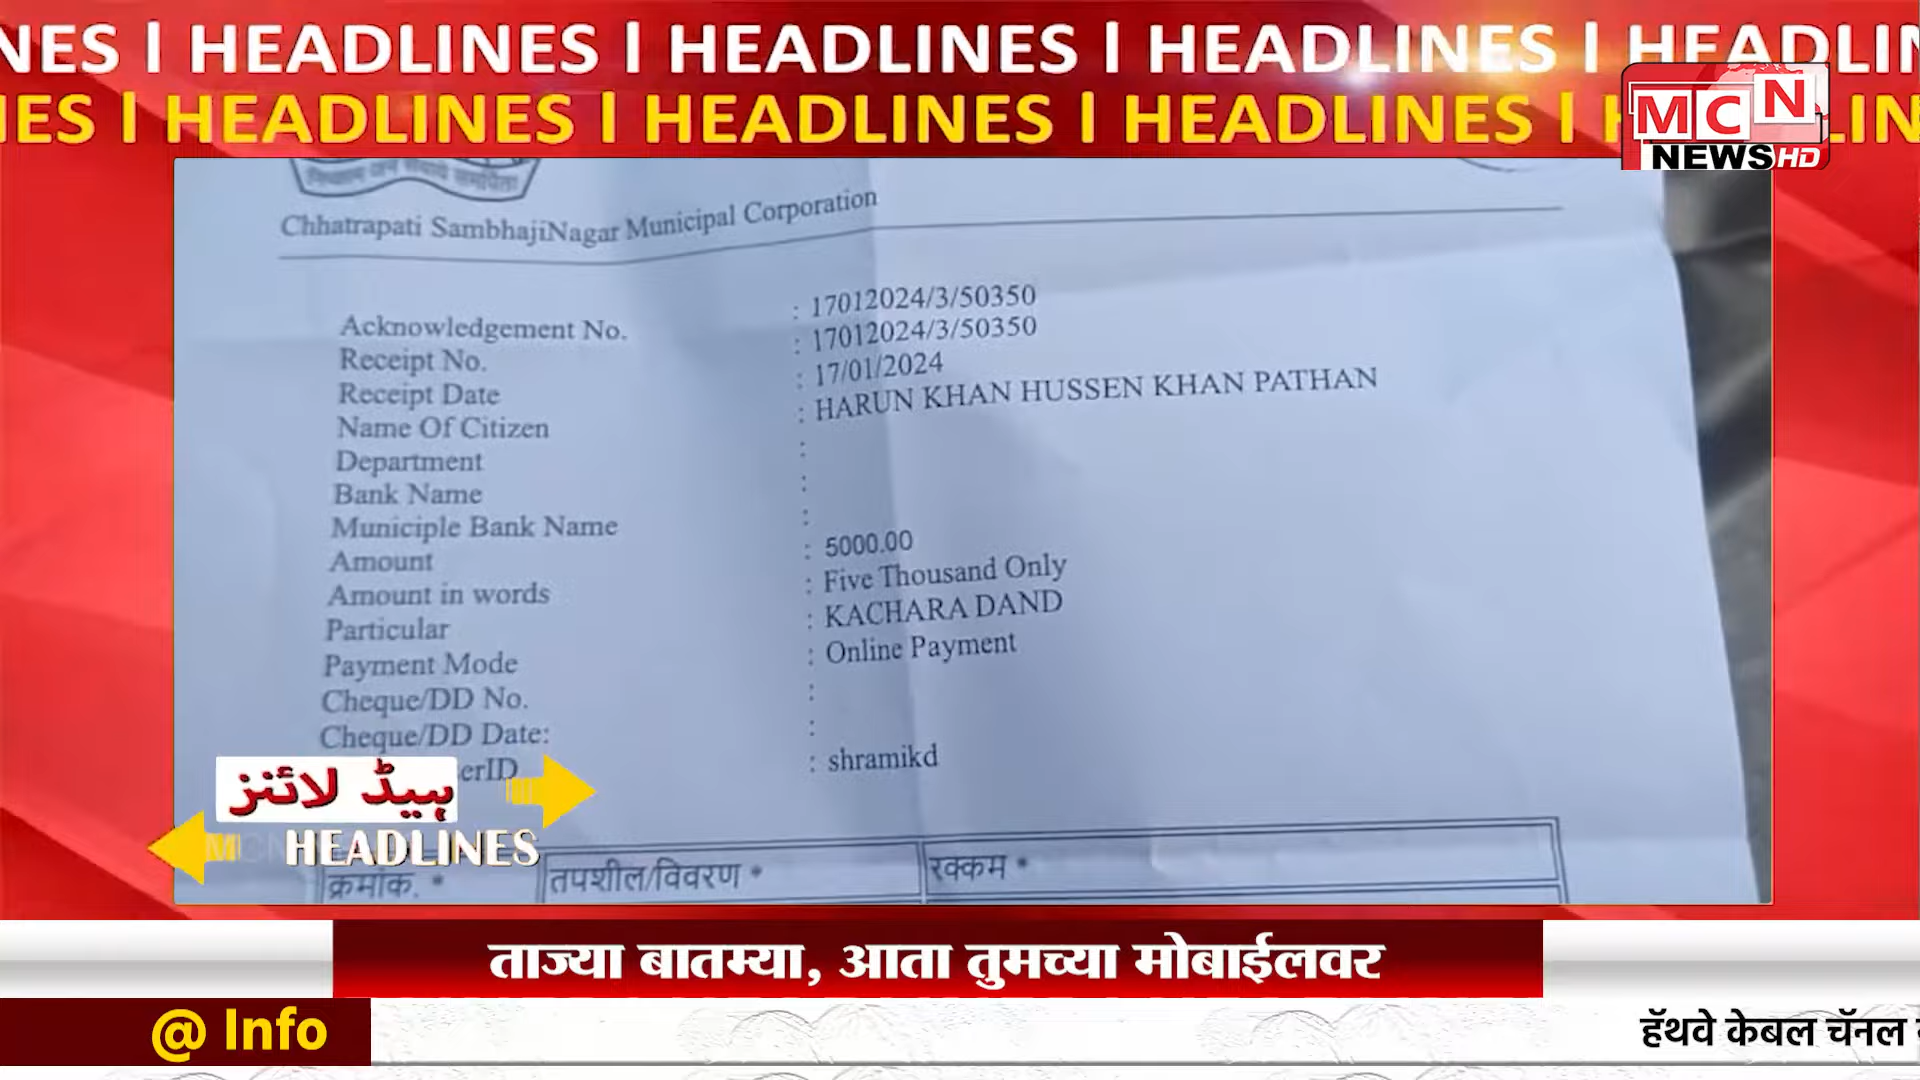 NES | HEADLINES | HEADLINES | HEADLINES | HEADLIN
IES | HEADLINES | HEADLINES | HEADLINES | LIN
MCN
NEWS HD
Chhatrapati SambhajiNagar Municipal Corporation
Acknowledgement No. : 17012024/3/50350
Receipt No. : 17012024/3/50350
Receipt Date : 17/01/2024
Name Of Citizen : HARUN KHAN HUSSEN KHAN PATHAN
Department :
Bank Name :
Municiple Bank Name :
Amount : 5000.00
Amount in words : Five Thousand Only
Particular : KACHARA DAND
Payment Mode : Online Payment
Cheque/DD No. :
Cheque/DD Date: :
erID : shramikd
ہیڈ لائنز
HEADLINES
क्रमांक. * तपशील/विवरण * रक्कम *
ताज्या बातम्या, आता तुमच्या मोबाईलवर
@ Info
हॅथवे केबल चॅनल